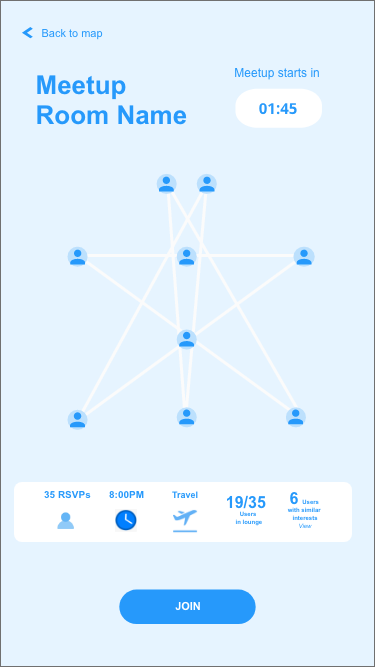 Back to map
Meetup
Room Name
Meetup starts in
01:45
35 RSVPs
8:00PM
Travel
19/35
Users
in lounge
6 Users
with similar
interests
View
JOIN